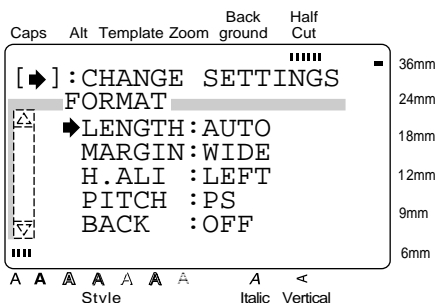 Back Half
Caps Alt Template Zoom ground Cut
[➡]:CHANGE SETTINGS
FORMAT
➡LENGTH:AUTO
MARGIN:WIDE
H.ALI :LEFT
PITCH :PS
BACK :OFF
36mm
24mm
18mm
12mm
9mm
6mm
A A A A A A A A A
Style Italic Vertical